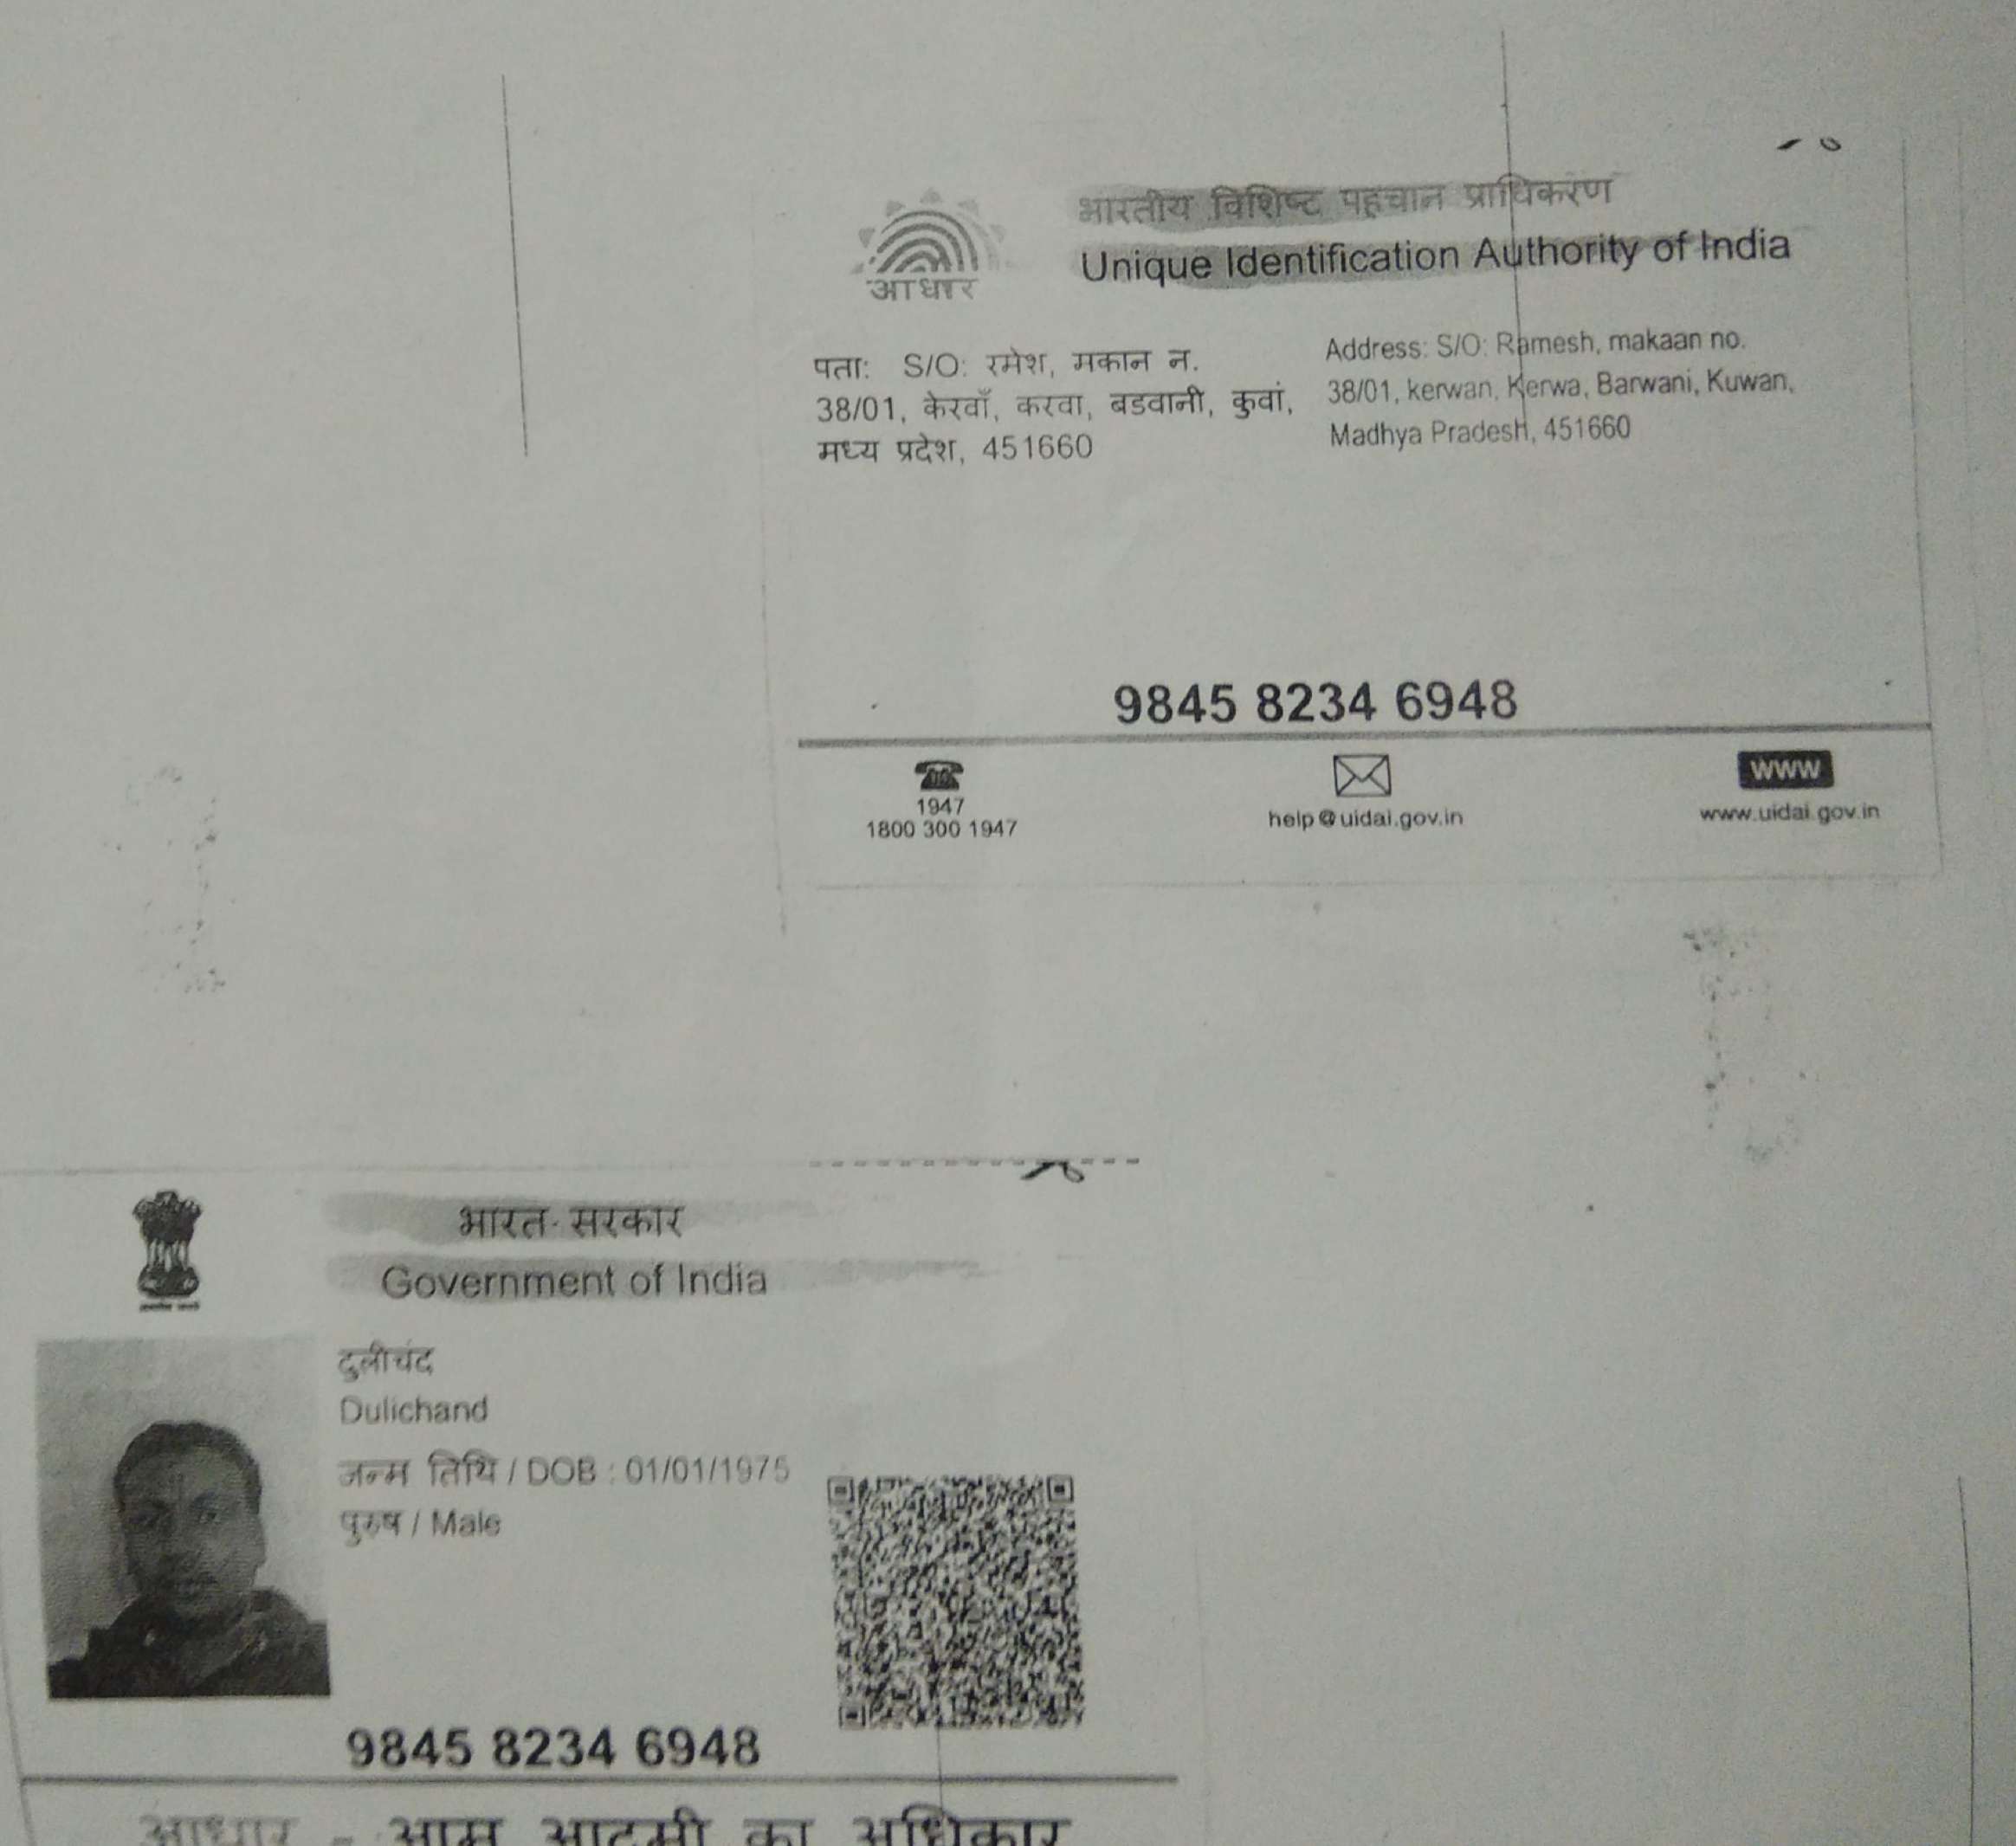 भारतीय विशिष्ट पहचान प्राधिकरण
Unique Identification Authority of India
आधार
पता: S/O: रमेश, मकान न.
38/01, केरवाँ, करवा, बडवानी, कुवां,
मध्य प्रदेश, 451660
Address: S/O: Ramesh, makaan no.
38/01, kerwan, Kerwa, Barwani, Kuwan,
Madhya Pradesh, 451660
9845 8234 6948
1947
1800 300 1947
help@uidai.gov.in
www
www.uidai.gov.in
भारत सरकार
Government of India
दुलीचंद
Dulichand
जन्म तिथि / DOB : 01/01/1975
पुरुष / Male
9845 8234 6948
आधार - आम आदमी का अधिकार